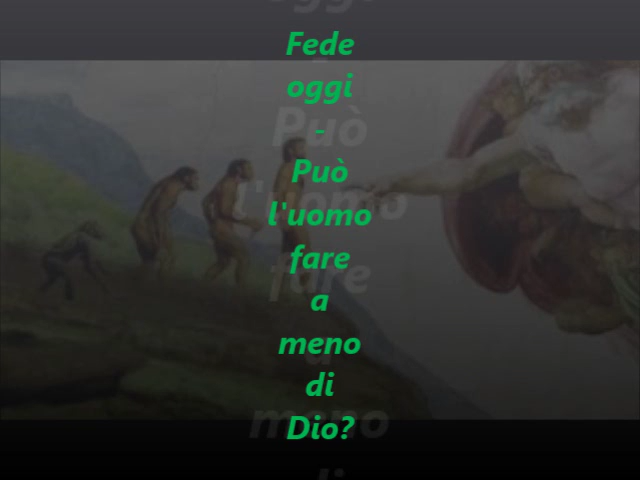 Fede
oggi
-
Può
l'uomo
fare
a
meno
di
Dio?